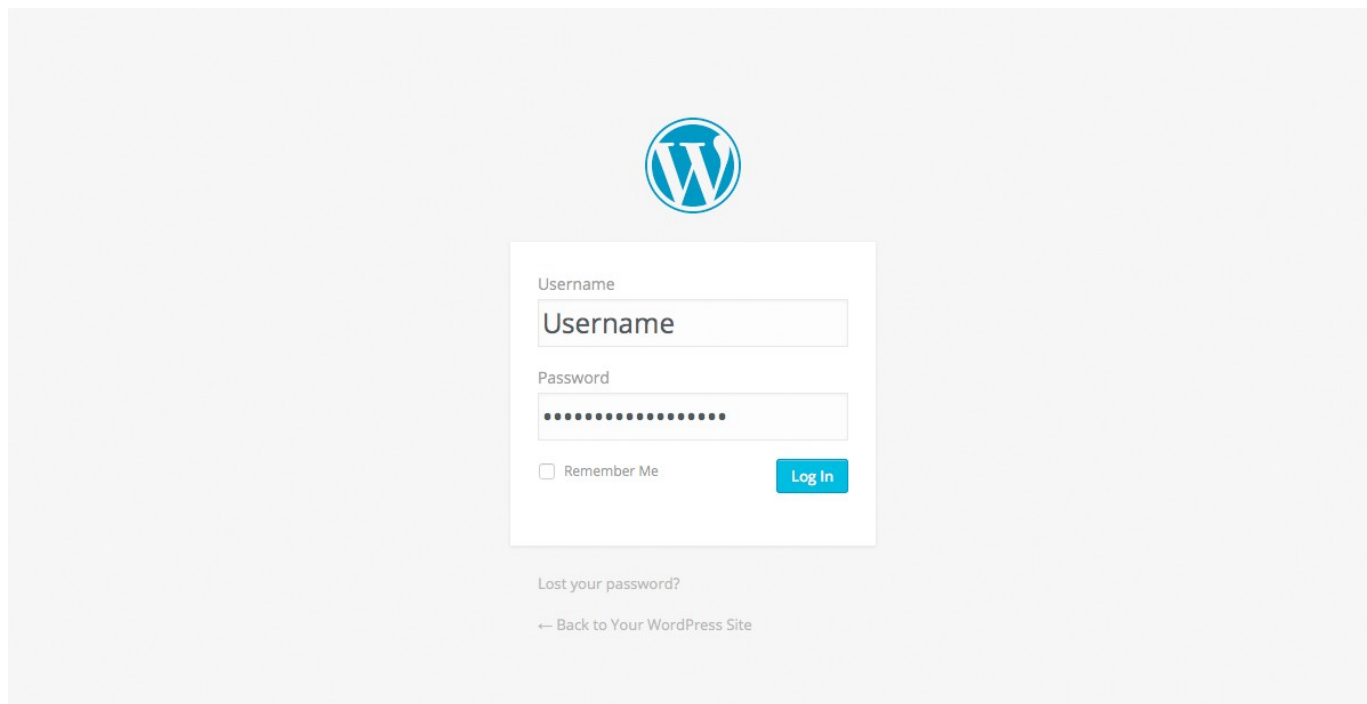 Username
Username
Password
••••••••••••••••••
Remember Me Log In
Lost your password?
← Back to Your WordPress Site